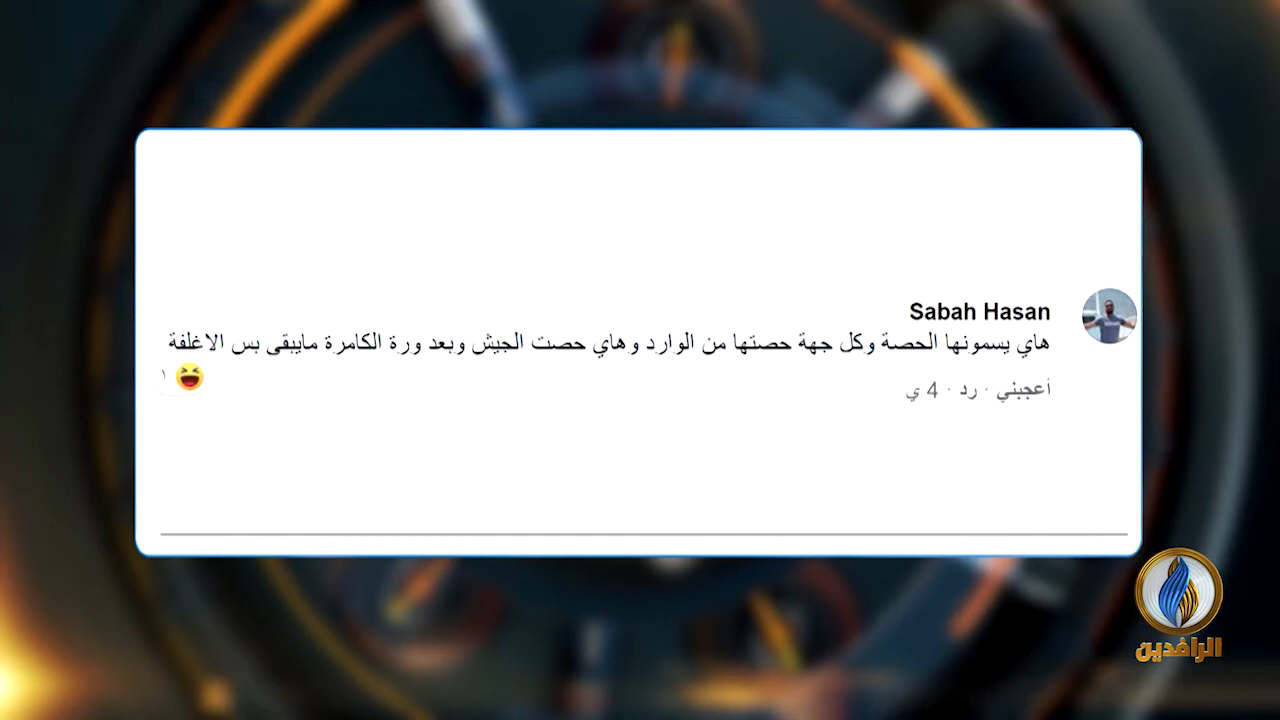 Sabah Hasan
هاي يسمونها الحصة وكل جهة حصتها من الوارد وهاي حصت الجيش وبعد ورة الكامرة مايبقى بس الاغلفة
١
أعجبني · رد · 4 ي
الرافدين